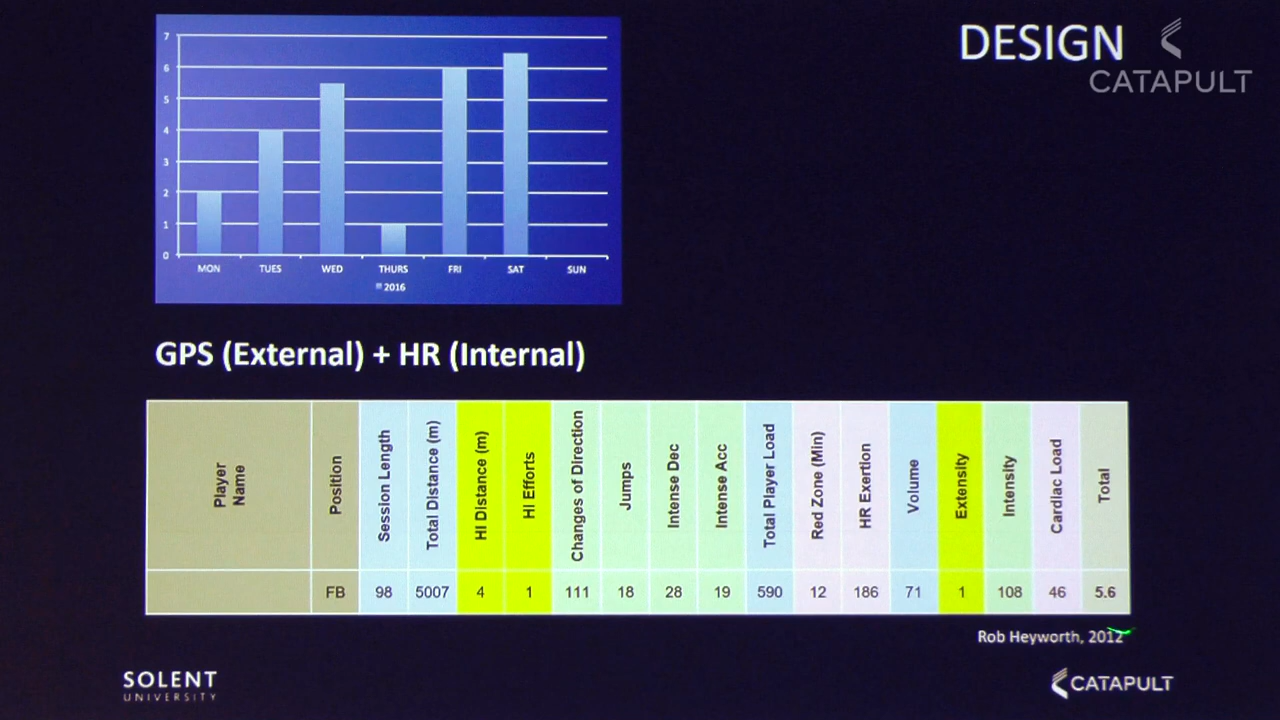 DESIGN
CATAPULT
7
6
5
4
3
2
1
0
MON TUES WED THURS FRI SAT SUN
2016
GPS (External) + HR (Internal)
Player Name Position Session Length Total Distance (m) HI Distance (m) HI Efforts Changes of Direction Jumps Intense Dec Intense Acc Total Player Load Red Zone (Min) HR Exertion Volume Extensity Intensity Cardiac Load Total
FB 98 5007 4 1 111 18 28 19 590 12 186 71 1 108 46 5.6
Rob Heyworth, 2012
SOLENT
UNIVERSITY
CATAPULT